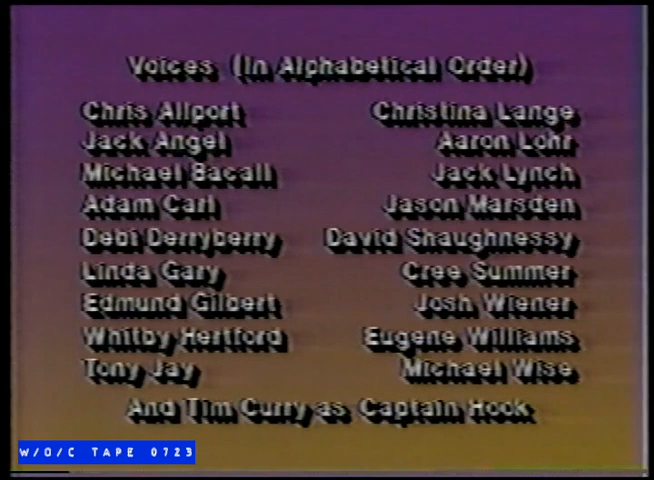 Voices (In Alphabetical Order)
Chris Allport
Jack Angel
Michael Bacall
Adam Carl
Debi Derryberry
Linda Gary
Edmund Gilbert
Whitby Hertford
Tony Jay
Christina Lange
Aaron Lohr
Jack Lynch
Jason Marsden
David Shaughnessy
Cree Summer
Josh Wiener
Eugene Williams
Michael Wise
And Tim Curry as Captain Hook
W/O/C TAPE 0723